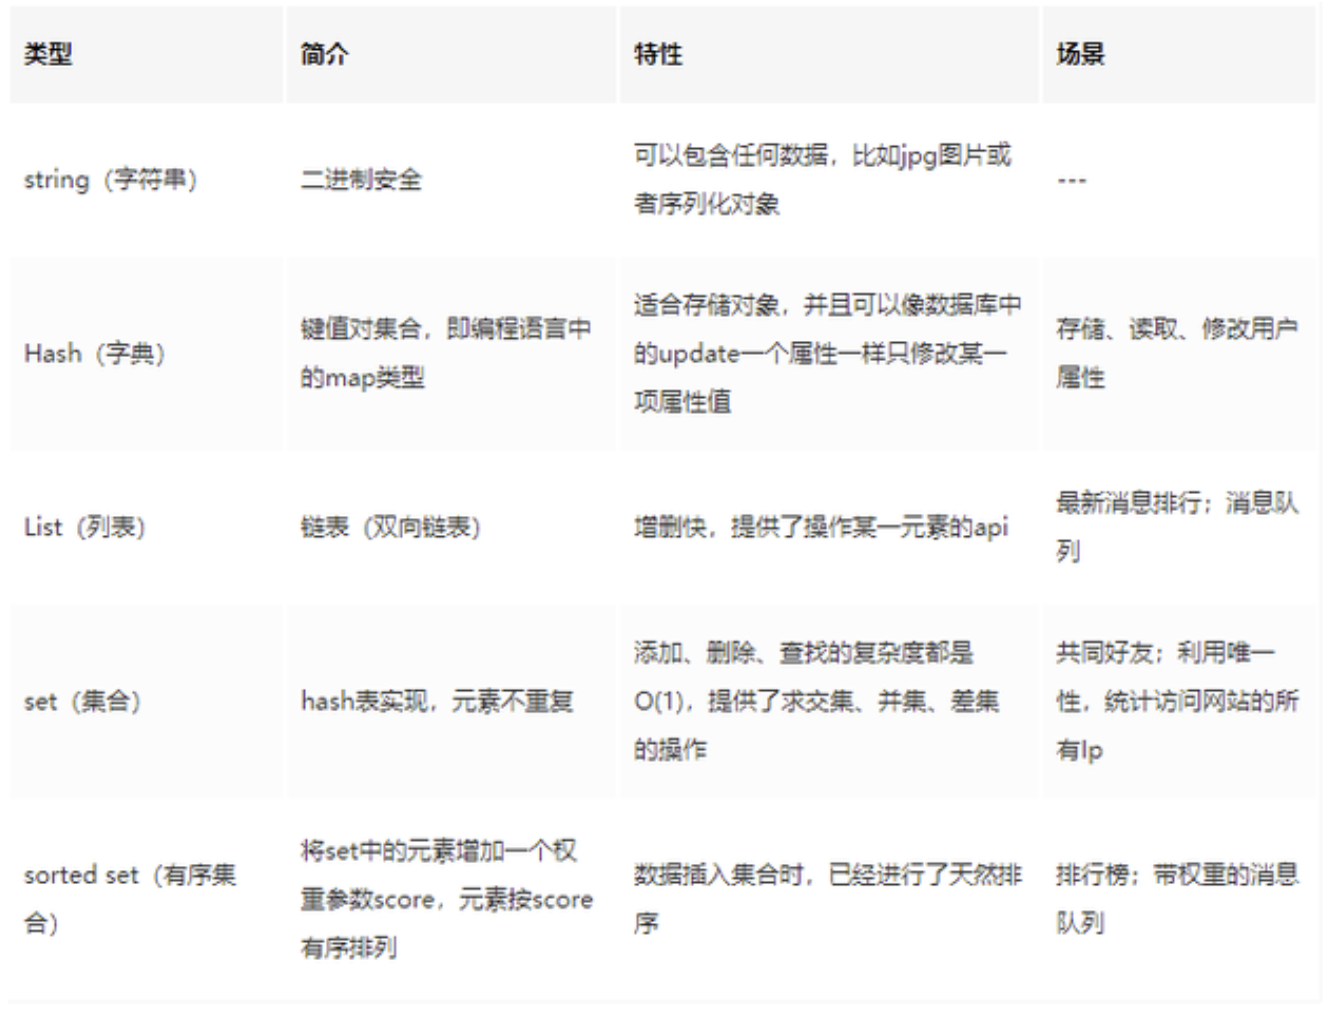 类型
简介
特性
场景
string（字符串）
二进制安全
可以包含任何数据，比如jpg图片或
者序列化对象
---
Hash（字典）
键值对集合，即编程语言中
的map类型
适合存储对象，并且可以像数据库中
的update一个属性一样只修改某一
项属性值
存储、读取、修改用户
属性
List（列表）
链表（双向链表）
增删快，提供了操作某一元素的api
最新消息排行；消息队
列
set（集合）
hash表实现，元素不重复
添加、删除、查找的复杂度都是
O(1)，提供了求交集、并集、差集
的操作
共同好友；利用唯一
性，统计访问网站的所
有Ip
sorted set（有序集
合）
将set中的元素增加一个权
重参数score，元素按score
有序排列
数据插入集合时，已经进行了天然排
序
排行榜；带权重的消息
队列